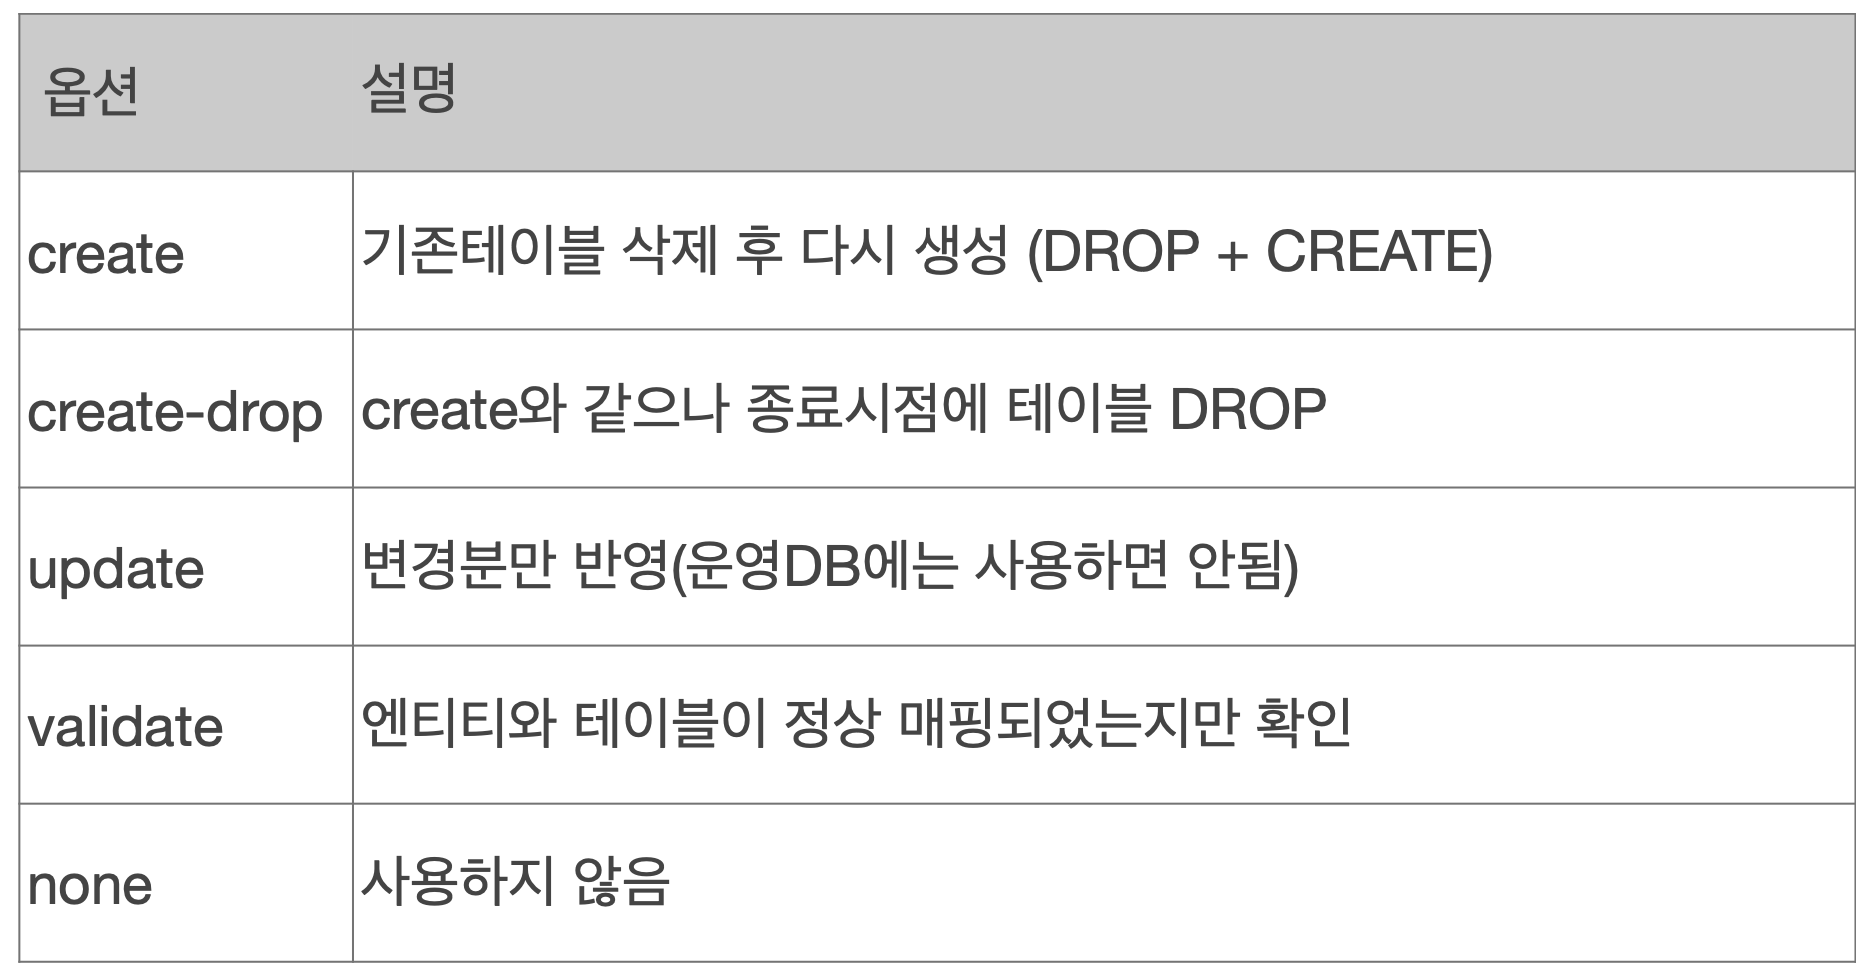 옵션 설명
create 기존테이블 삭제 후 다시 생성 (DROP + CREATE)
create-drop create와 같으나 종료시점에 테이블 DROP
update 변경분만 반영(운영DB에는 사용하면 안됨)
validate 엔티티와 테이블이 정상 매핑되었는지만 확인
none 사용하지 않음